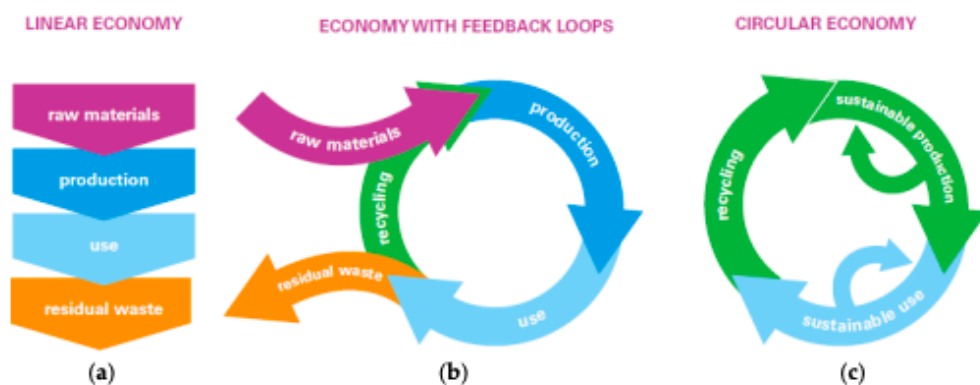 LINEAR ECONOMY
raw materials
production
use
residual waste
(a)
ECONOMY WITH FEEDBACK LOOPS
raw materials
production
recycling
residual waste
use
(b)
CIRCULAR ECONOMY
sustainable production
recycling
sustainable use
(c)